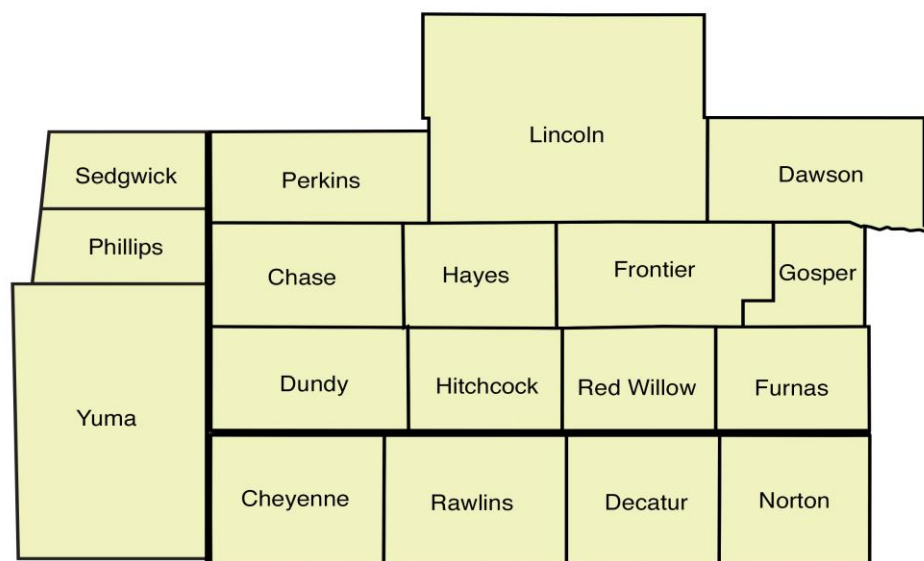 Lincoln
Sedgwick
Perkins
Dawson
Phillips
Chase
Hayes
Frontier
Gosper
Yuma
Dundy
Hitchcock
Red Willow
Furnas
Cheyenne
Rawlins
Decatur
Norton